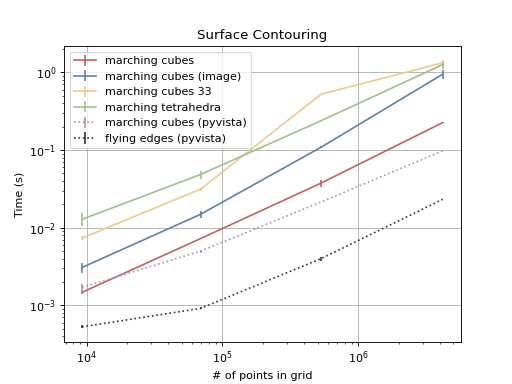 Surface Contouring
marching cubes
marching cubes (image)
marching cubes 33
marching tetrahedra
marching cubes (pyvista)
flying edges (pyvista)
Time (s)
10⁰
10⁻¹
10⁻²
10⁻³
10⁴ 10⁵ 10⁶
# of points in grid